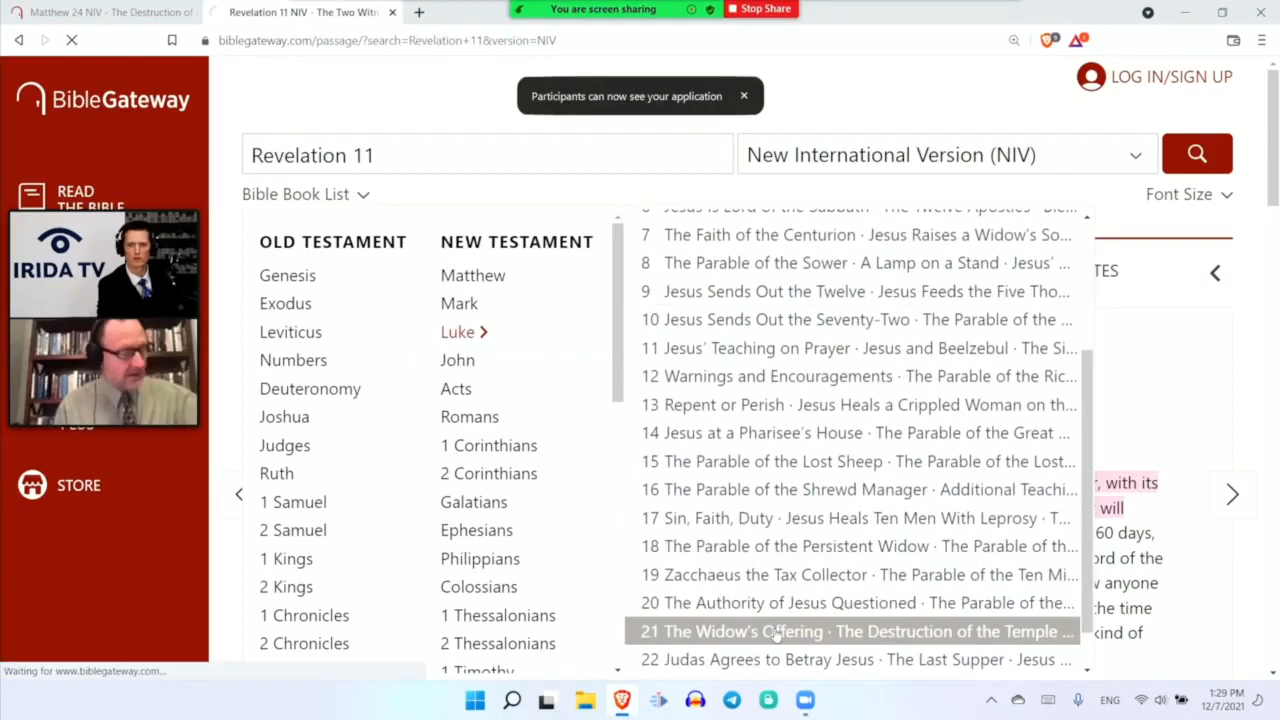 Matthew 24 NIV - The Destruction of
Revelation 11 NIV - The Two Witn
You are screen sharing
Stop Share
biblegateway.com/passage/?search=Revelation+11&version=NIV
Participants can now see your application
BibleGateway
LOG IN/SIGN UP
Revelation 11
New International Version (NIV)
Bible Book List
Font Size
READ
THE BIBLE
IRIDA TV
STORE
OLD TESTAMENT
Genesis
Exodus
Leviticus
Numbers
Deuteronomy
Joshua
Judges
Ruth
1 Samuel
2 Samuel
1 Kings
2 Kings
1 Chronicles
2 Chronicles
NEW TESTAMENT
Matthew
Mark
Luke
John
Acts
Romans
1 Corinthians
2 Corinthians
Galatians
Ephesians
Philippians
Colossians
1 Thessalonians
2 Thessalonians
1 Timothy
7 The Faith of the Centurion · Jesus Raises a Widow's So...
8 The Parable of the Sower · A Lamp on a Stand · Jesus' ...
9 Jesus Sends Out the Twelve · Jesus Feeds the Five Tho...
10 Jesus Sends Out the Seventy-Two · The Parable of the ...
11 Jesus' Teaching on Prayer · Jesus and Beelzebul · The Si...
12 Warnings and Encouragements · The Parable of the Ric...
13 Repent or Perish · Jesus Heals a Crippled Woman on th...
14 Jesus at a Pharisee's House · The Parable of the Great ...
15 The Parable of the Lost Sheep · The Parable of the Lost...
16 The Parable of the Shrewd Manager · Additional Teachi...
17 Sin, Faith, Duty · Jesus Heals Ten Men With Leprosy · T...
18 The Parable of the Persistent Widow · The Parable of th...
19 Zacchaeus the Tax Collector · The Parable of the Ten Mi...
20 The Authority of Jesus Questioned · The Parable of the...
21 The Widow's Offering · The Destruction of the Temple ...
22 Judas Agrees to Betray Jesus · The Last Supper · Jesus ...
TES
, with its
will
60 days,
ord of the
anyone
the time
kind of
Waiting for www.biblegateway.com...
ENG
1:29 PM
12/7/2021